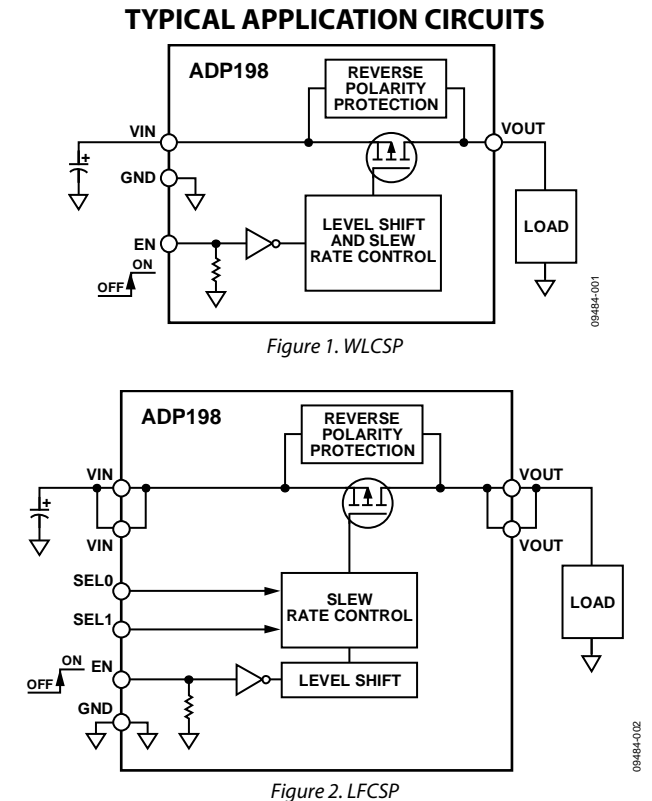 TYPICAL APPLICATION CIRCUITS
ADP198
REVERSE
POLARITY
PROTECTION
VIN
VOUT
+
GND
LEVEL SHIFT
AND SLEW
RATE CONTROL
LOAD
EN
ON
OFF
09484-001
Figure 1. WLCSP
ADP198
REVERSE
POLARITY
PROTECTION
VIN
VOUT
+
VIN
VOUT
SEL0
SLEW
RATE CONTROL
LOAD
SEL1
ON
EN
OFF
LEVEL SHIFT
GND
09484-002
Figure 2. LFCSP